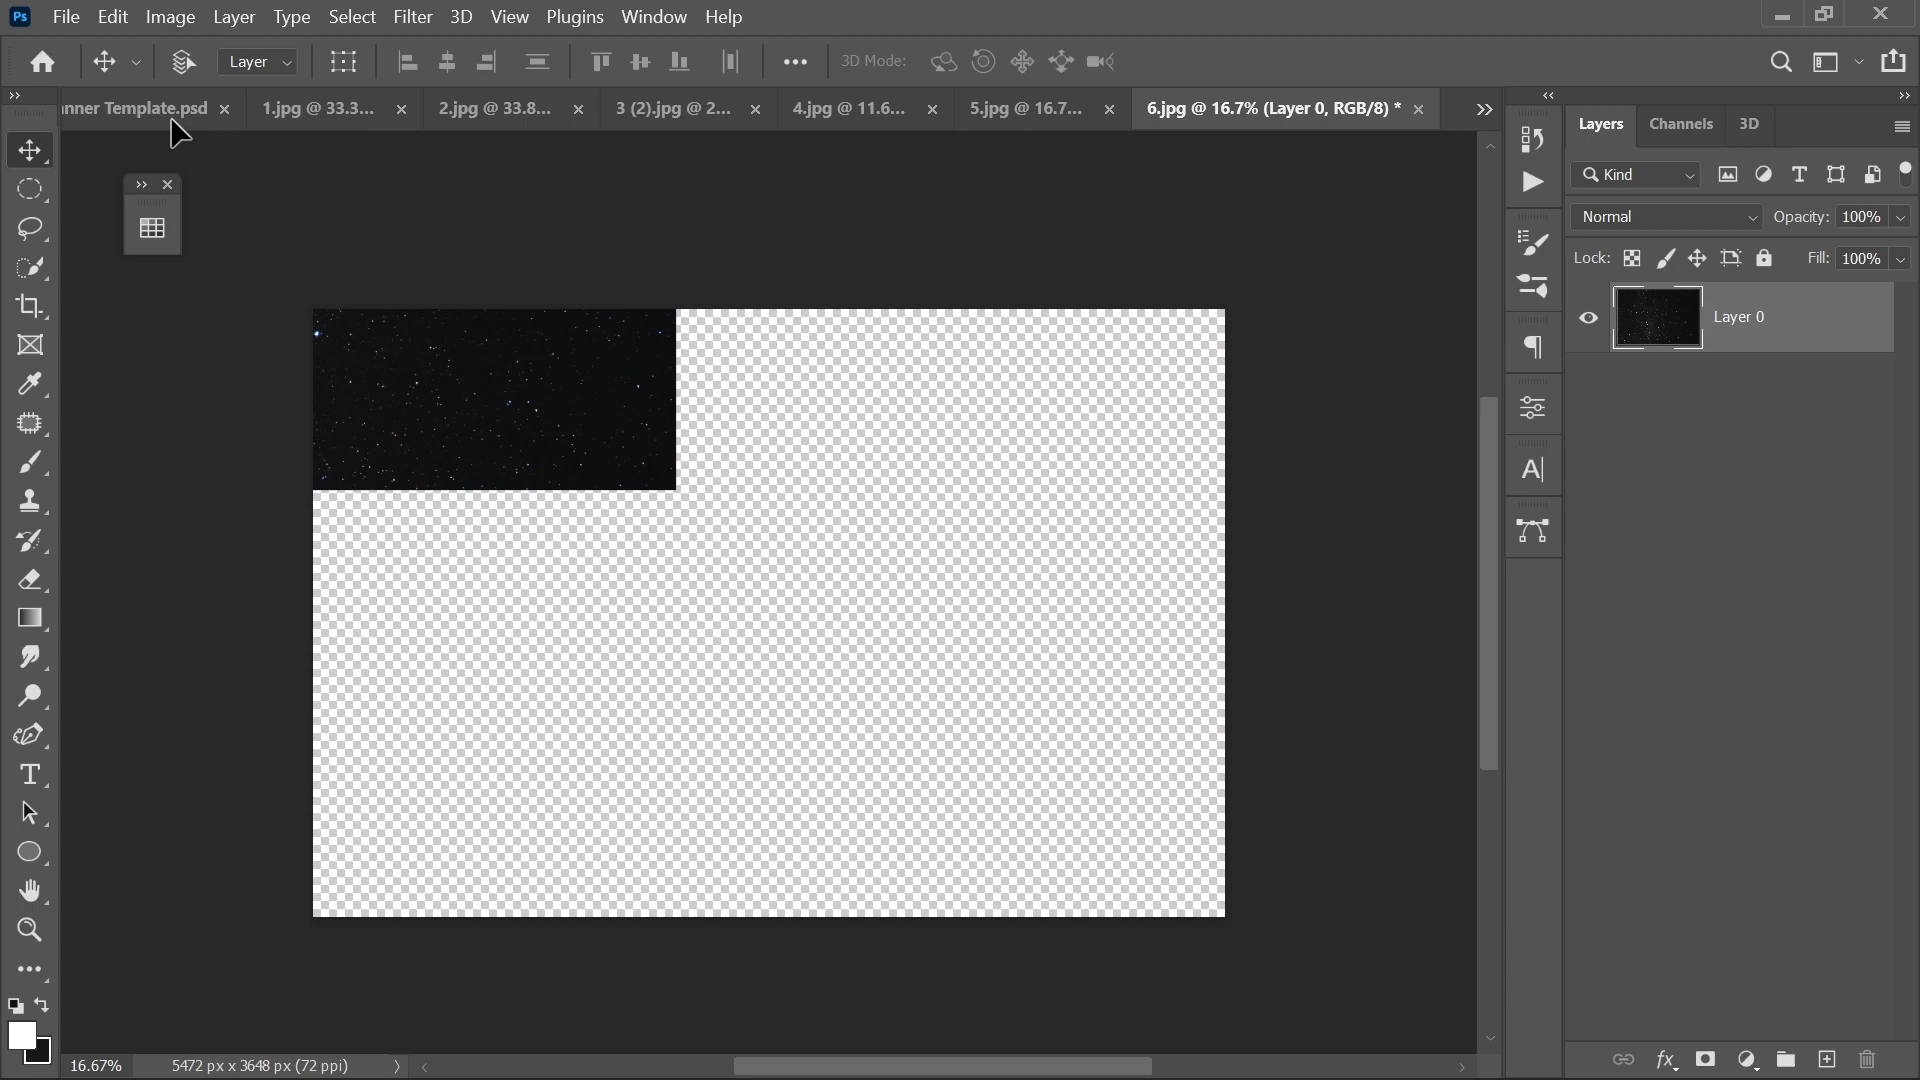 Ps File Edit Image Layer Type Select Filter 3D View Plugins Window Help
Layer 3D Mode:
nner Template.psd 1.jpg @ 33.3... 2.jpg @ 33.8... 3 (2).jpg @ 2... 4.jpg @ 11.6... 5.jpg @ 16.7... 6.jpg @ 16.7% (Layer 0, RGB/8) *
Layers Channels 3D
Kind
Normal Opacity: 100%
Lock: Fill: 100%
Layer 0
16.67% 5472 px x 3648 px (72 ppi)